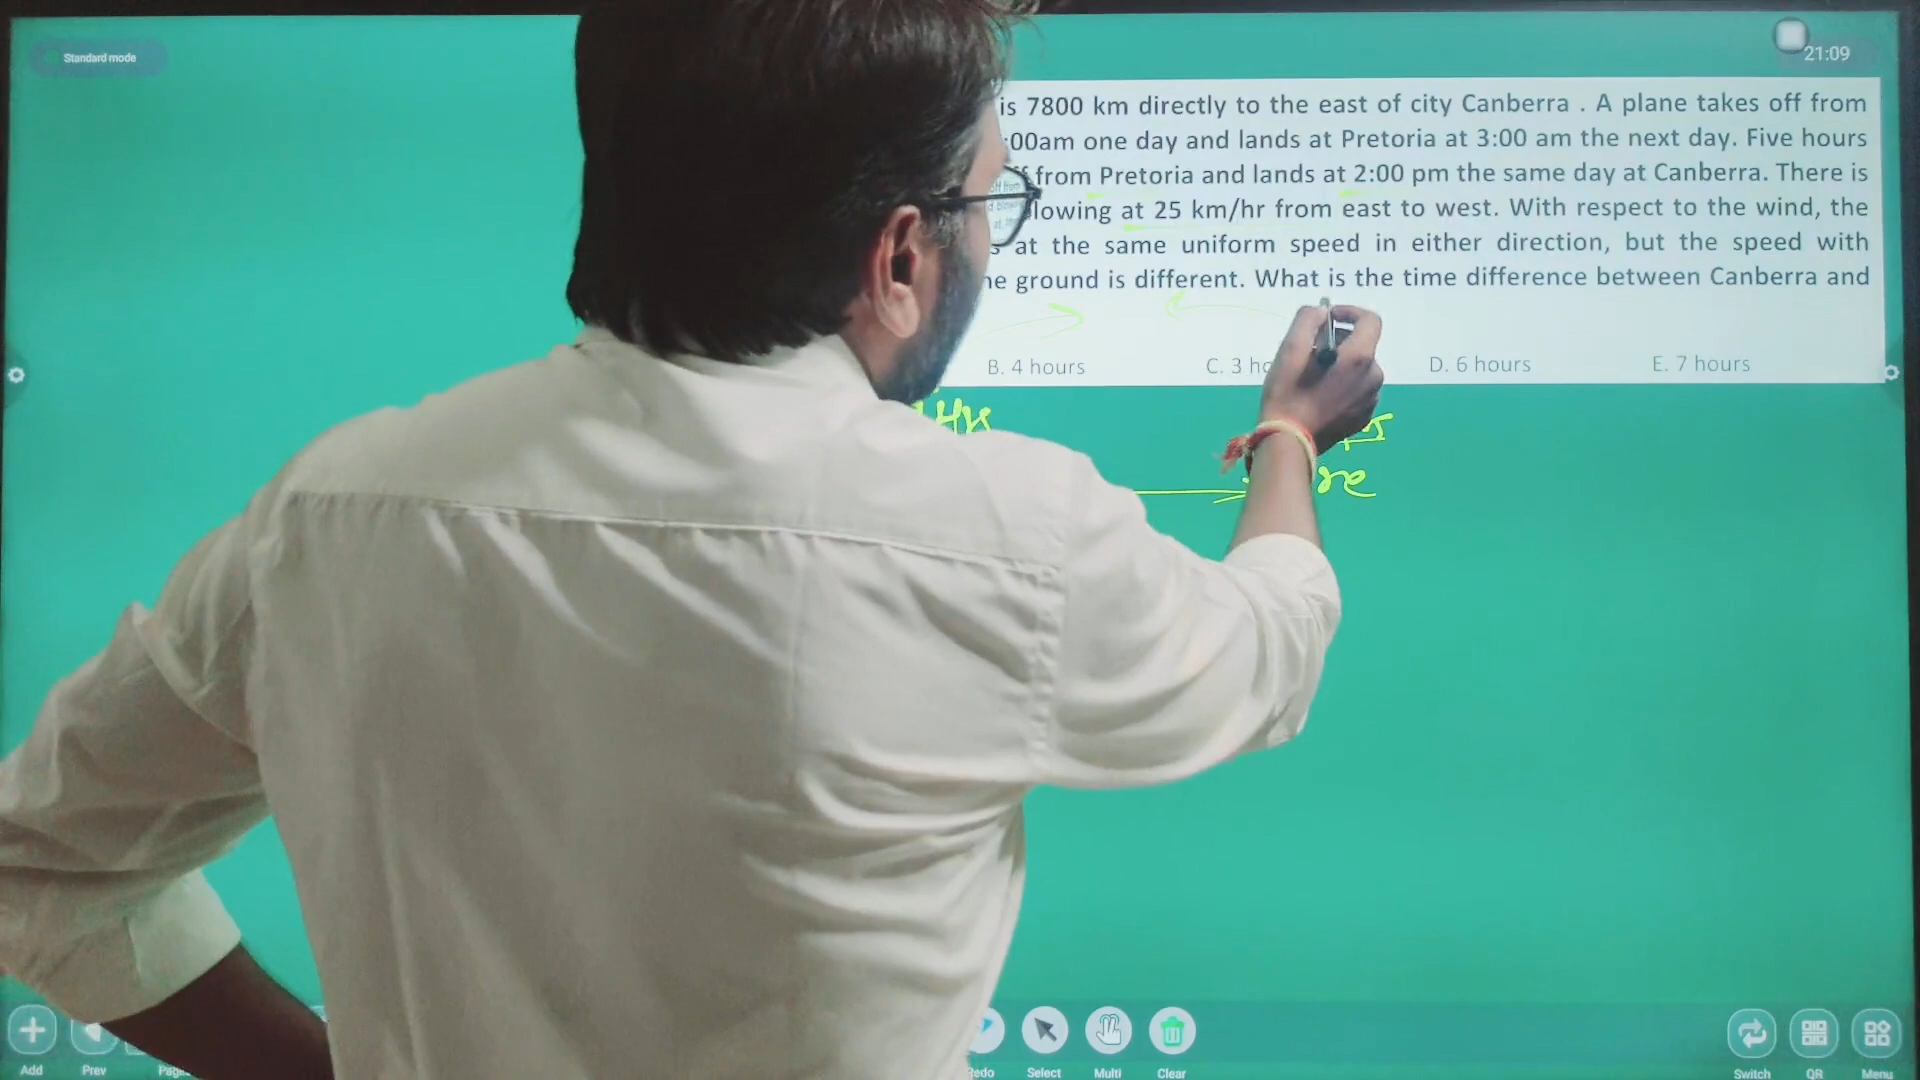 Standard mode
21:09
is 7800 km directly to the east of city Canberra . A plane takes off from
:00am one day and lands at Pretoria at 3:00 am the next day. Five hours
from Pretoria and lands at 2:00 pm the same day at Canberra. There is
lowing at 25 km/hr from east to west. With respect to the wind, the
at the same uniform speed in either direction, but the speed with
ground is different. What is the time difference between Canberra and
B. 4 hours C. 3 ho D. 6 hours E. 7 hours
Add Prev Redo Select Multi Clear Switch QR Menu